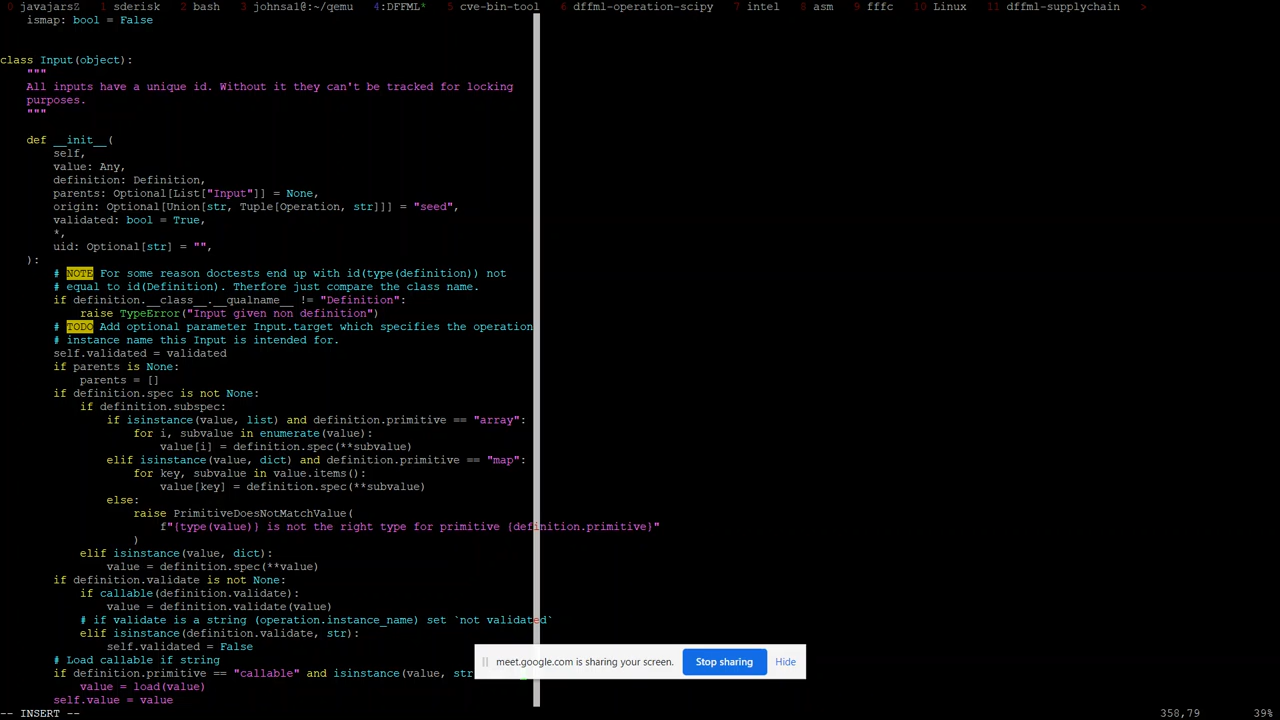 0 javajarsZ 1 sderisk 2 bash 3 johnsal@:~/qemu 4:DFFML* 5 cve-bin-tool 6 dffml-operation-scipy 7 intel 8 asm 9 fffc 10 Linux 11 dffml-supplychain >
ismap: bool = False
class Input(object):
"""
All inputs have a unique id. Without it they can't be tracked for locking
purposes.
"""
def __init__(
self,
value: Any,
definition: Definition,
parents: Optional[List["Input"]] = None,
origin: Optional[Union[str, Tuple[Operation, str]]] = "seed",
validated: bool = True,
*,
uid: Optional[str] = "",
):
# NOTE For some reason doctests end up with id(type(definition)) not
# equal to id(Definition). Therfore just compare the class name.
if definition.__class__.__qualname__ != "Definition":
raise TypeError("Input given non definition")
# TODO Add optional parameter Input.target which specifies the operation
# instance name this Input is intended for.
self.validated = validated
if parents is None:
parents = []
if definition.spec is not None:
if definition.subspec:
if isinstance(value, list) and definition.primitive == "array":
for i, subvalue in enumerate(value):
value[i] = definition.spec(**subvalue)
elif isinstance(value, dict) and definition.primitive == "map":
for key, subvalue in value.items():
value[key] = definition.spec(**subvalue)
else:
raise PrimitiveDoesNotMatchValue(
f"{type(value)} is not the right type for primitive {definition.primitive}"
)
elif isinstance(value, dict):
value = definition.spec(**value)
if definition.validate is not None:
if callable(definition.validate):
value = definition.validate(value)
# if validate is a string (operation.instance_name) set `not validated`
elif isinstance(definition.validate, str):
self.validated = False
# Load callable if string
if definition.primitive == "callable" and isinstance(value, str
value = load(value)
self.value = value
meet.google.com is sharing your screen. Stop sharing Hide
-- INSERT -- 358,79 39%